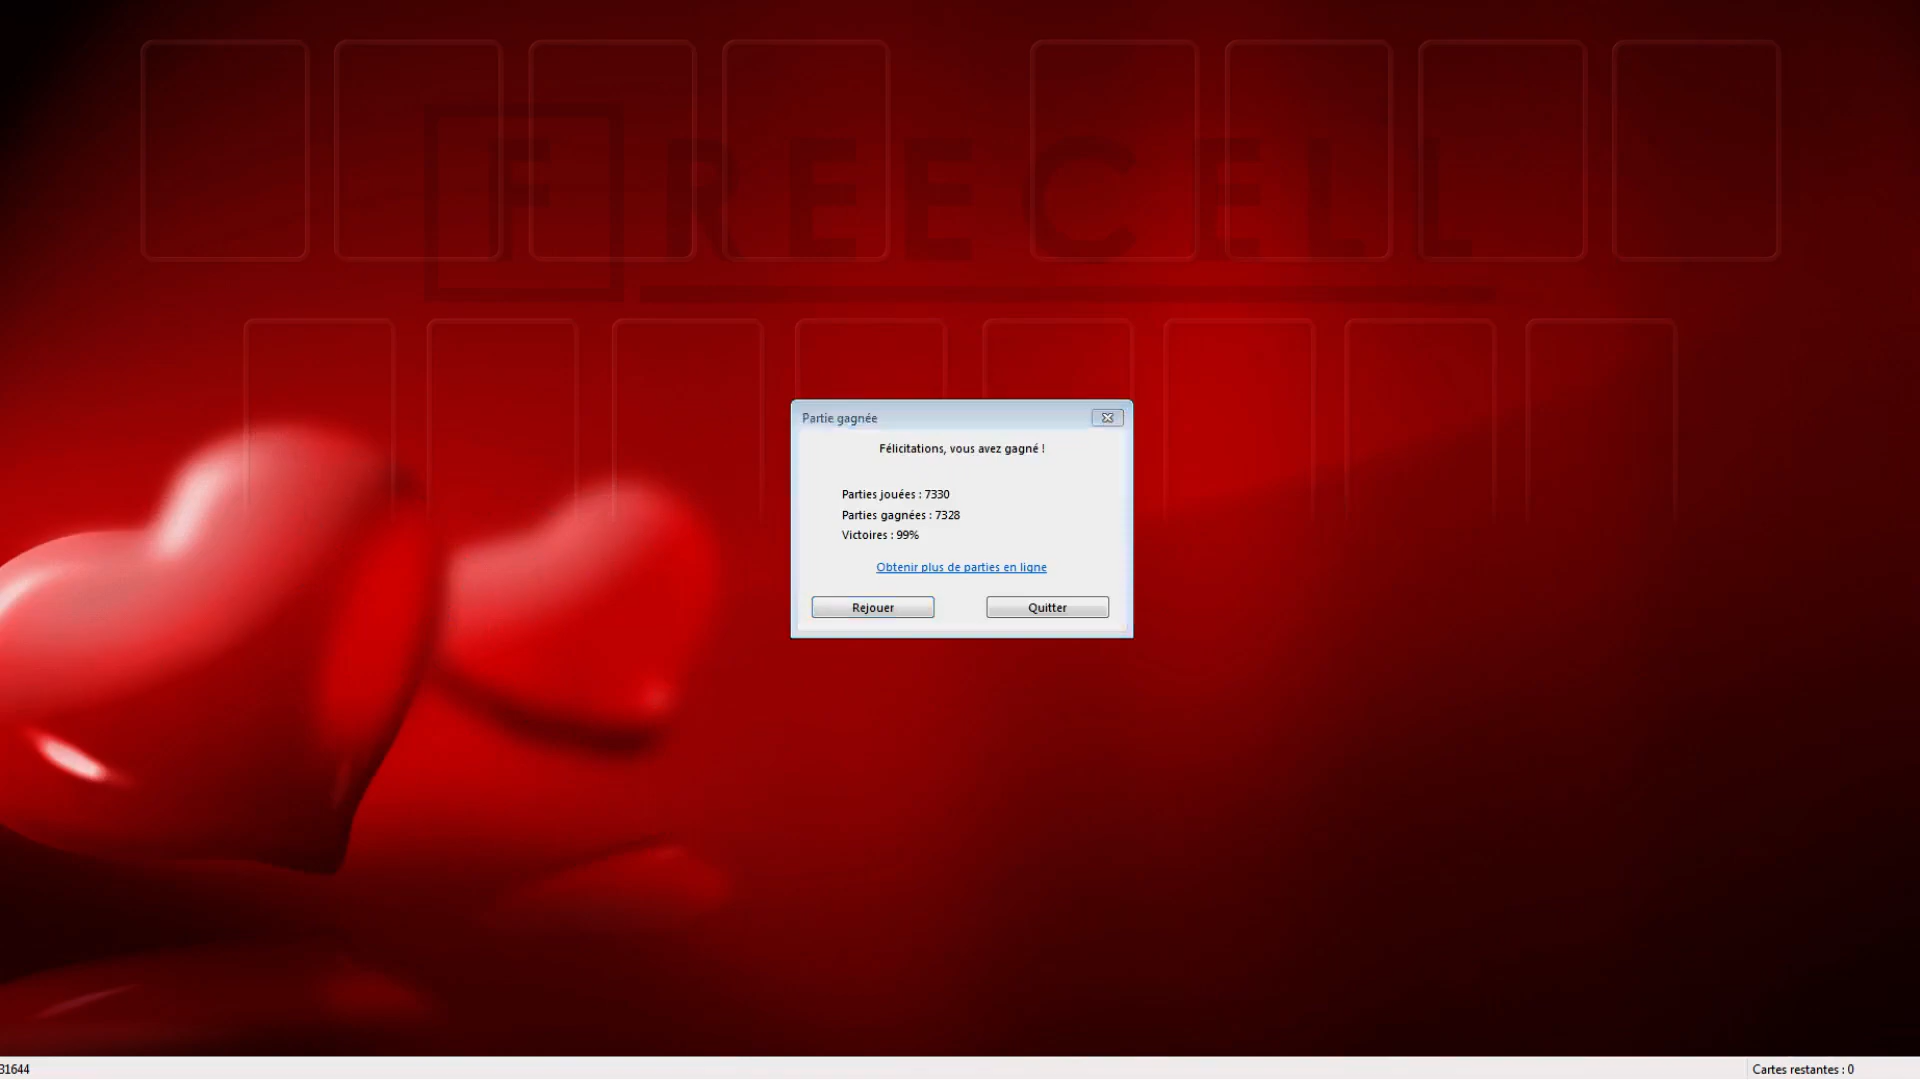 FREECELL
Partie gagnée
Félicitations, vous avez gagné !
Parties jouées : 7330
Parties gagnées : 7328
Victoires : 99%
Obtenir plus de parties en ligne
Rejouer
Quitter
31644
Cartes restantes : 0